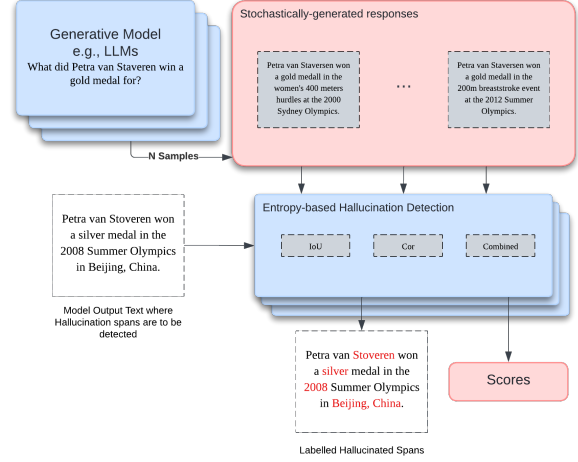 Generative Model
e.g., LLMs
What did Petra van Staveren win a
gold medal for?
Stochastically-generated responses
Petra van Staversen won
a gold medall in the
women's 400 meters
hurdles at the 2000
Sydney Olympics.
...
Petra van Staversen won
a gold medall in the
200m breaststroke event
at the 2012 Summer
Olympics.
N Samples
Petra van Stoveren won
a silver medal in the
2008 Summer Olympics
in Beijing, China.
Model Output Text where
Hallucination spans are to be
detected
Entropy-based Hallucination Detection
IoU
Cor
Combined
Petra van Stoveren won
a silver medal in the
2008 Summer Olympics
in Beijing, China.
Labelled Hallucinated Spans
Scores